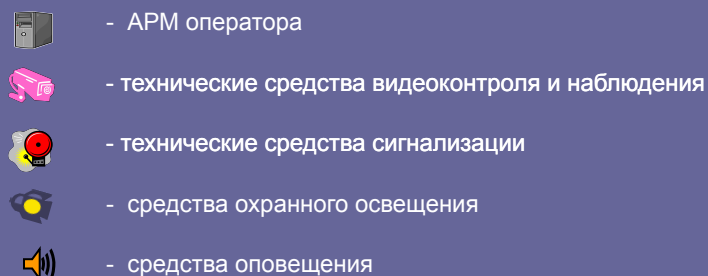 - АРМ оператора
- технические средства видеоконтроля и наблюдения
- технические средства сигнализации
- средства охранного освещения
- средства оповещения